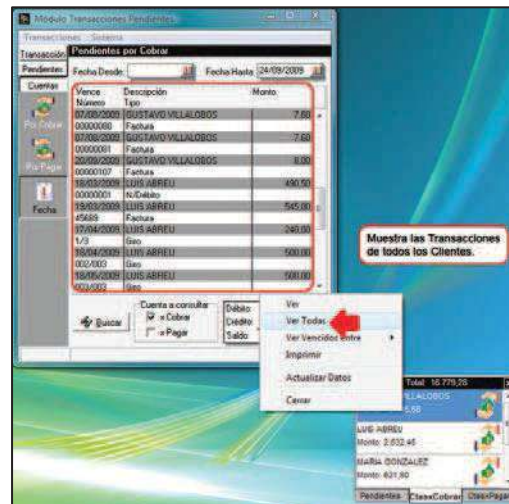 Módulo Transacciones Pendientes
Transacciones Sistema
Transacción
Pendientes por Cobrar
Pendientes
Fecha Desde:
Fecha Hasta: 24/09/2009
Cuentas
Vence Descripción Monto
Número Tipo
07/08/2009 GUSTAVO VILLALOBOS 7.60
00000080 Factura
07/08/2009 GUSTAVO VILLALOBOS 7.60
00000081 Factura
20/09/2009 GUSTAVO VILLALOBOS 8.00
00000107 Factura
18/03/2009 LUIS ABREU 490.50
00000001 N/Débito
19/03/2009 LUIS ABREU 545.00
45689 Factura
17/04/2009 LUIS ABREU 240.00
1/3 Giro
18/04/2009 LUIS ABREU 500.00
002/003 Giro
18/05/2009 LUIS ABREU 500.00
003/003 Giro
Por Cobrar
Por Pagar
Fecha
Muestra las Transacciones
de todos los Clientes.
Buscar
Cuenta a consultar
x Cobrar
x Pagar
Débito:
Crédito:
Saldo:
Ver
Ver Todas
Ver Vencidos entre
Imprimir
Actualizar Datos
Cerrar
Total: 16.779,28
LUIS ABREU
Monto: 2.632,46
MARIA GONZALEZ
Monto: 621,80
Pendientes CtasxCobrar CtasxPagar